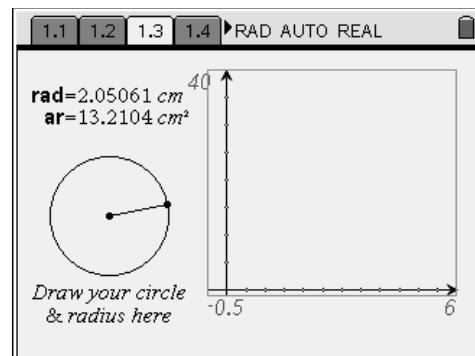 1.1 1.2 1.3 1.4 RAD AUTO REAL
rad=2.05061 cm
ar=13.2104 cm²
40
Draw your circle
& radius here
-0.5 6